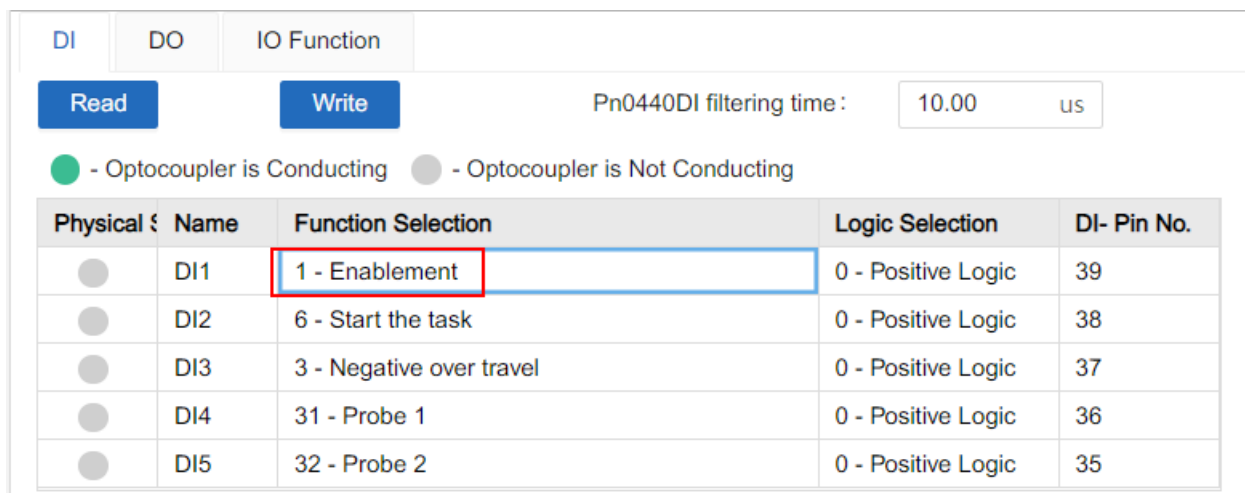 DI DO IO Function
Read Write Pn0440DI filtering time: 10.00 us
- Optocoupler is Conducting - Optocoupler is Not Conducting
Physical Name Function Selection Logic Selection DI- Pin No.
DI1 1 - Enablement 0 - Positive Logic 39
DI2 6 - Start the task 0 - Positive Logic 38
DI3 3 - Negative over travel 0 - Positive Logic 37
DI4 31 - Probe 1 0 - Positive Logic 36
DI5 32 - Probe 2 0 - Positive Logic 35